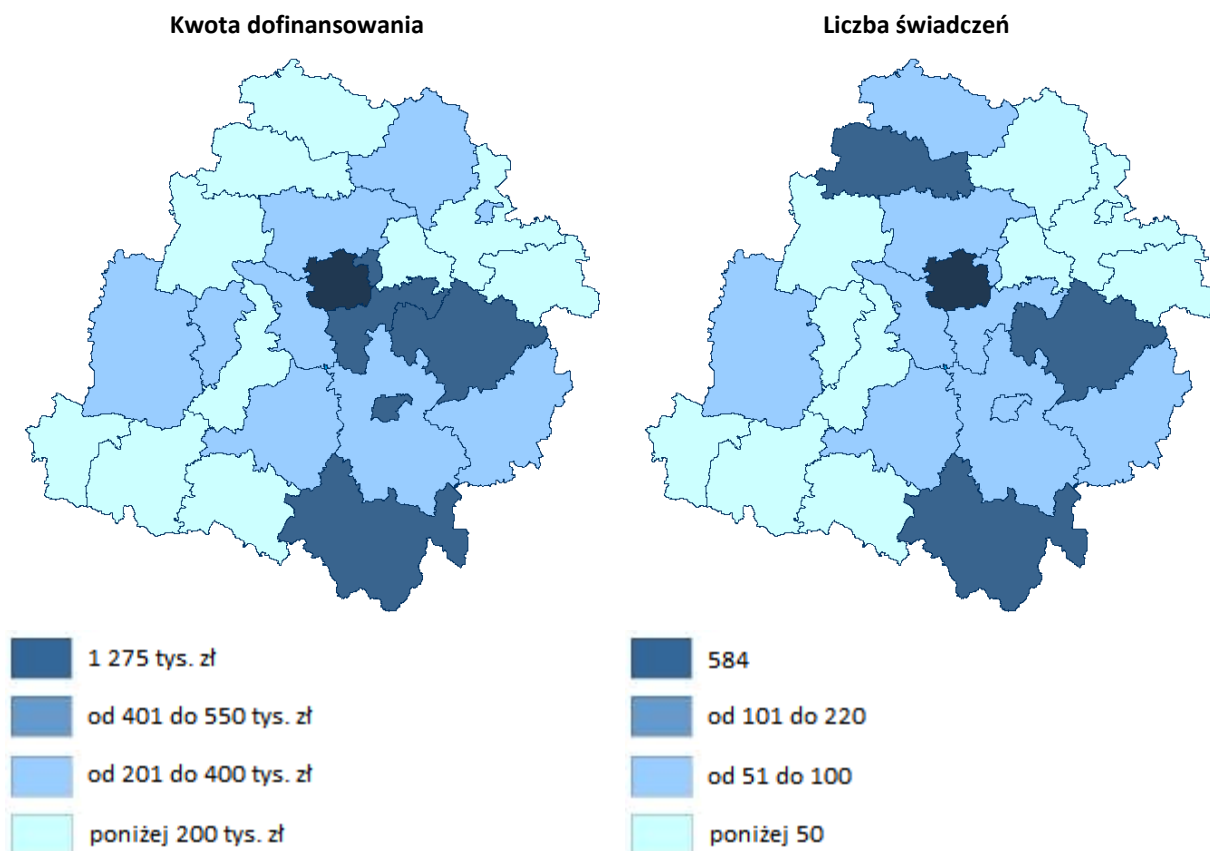 Kwota dofinansowania
1 275 tys. zł
od 401 do 550 tys. zł
od 201 do 400 tys. zł
poniżej 200 tys. zł
Liczba świadczeń
584
od 101 do 220
od 51 do 100
poniżej 50